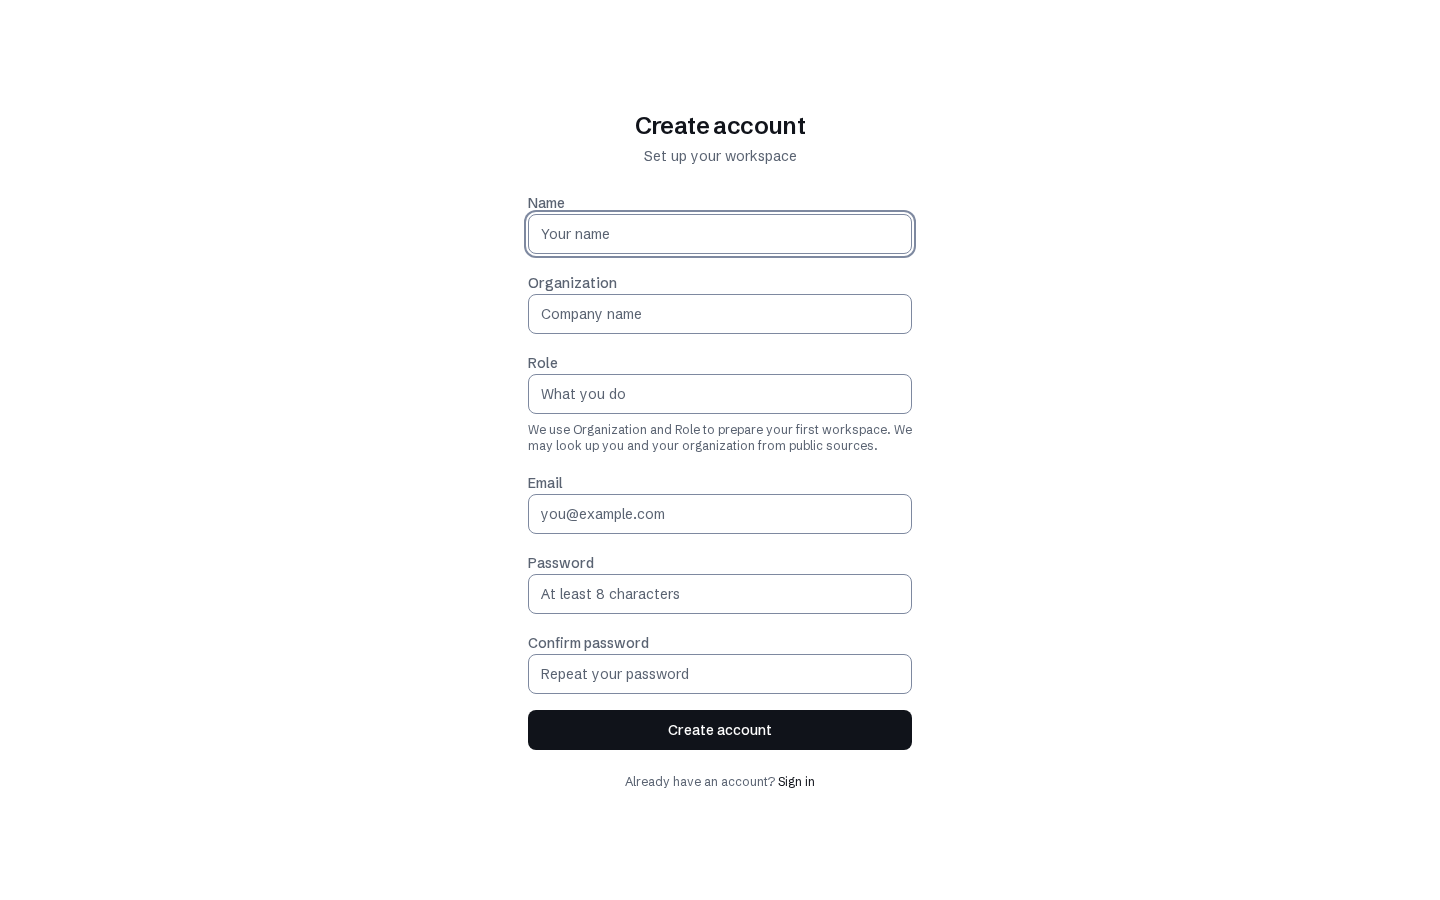 Create account
Set up your workspace
Name
Your name
Organization
Company name
Role
What you do
We use Organization and Role to prepare your first workspace. We
may look up you and your organization from public sources.
Email
you@example.com
Password
At least 8 characters
Confirm password
Repeat your password
Create account
Already have an account? Sign in